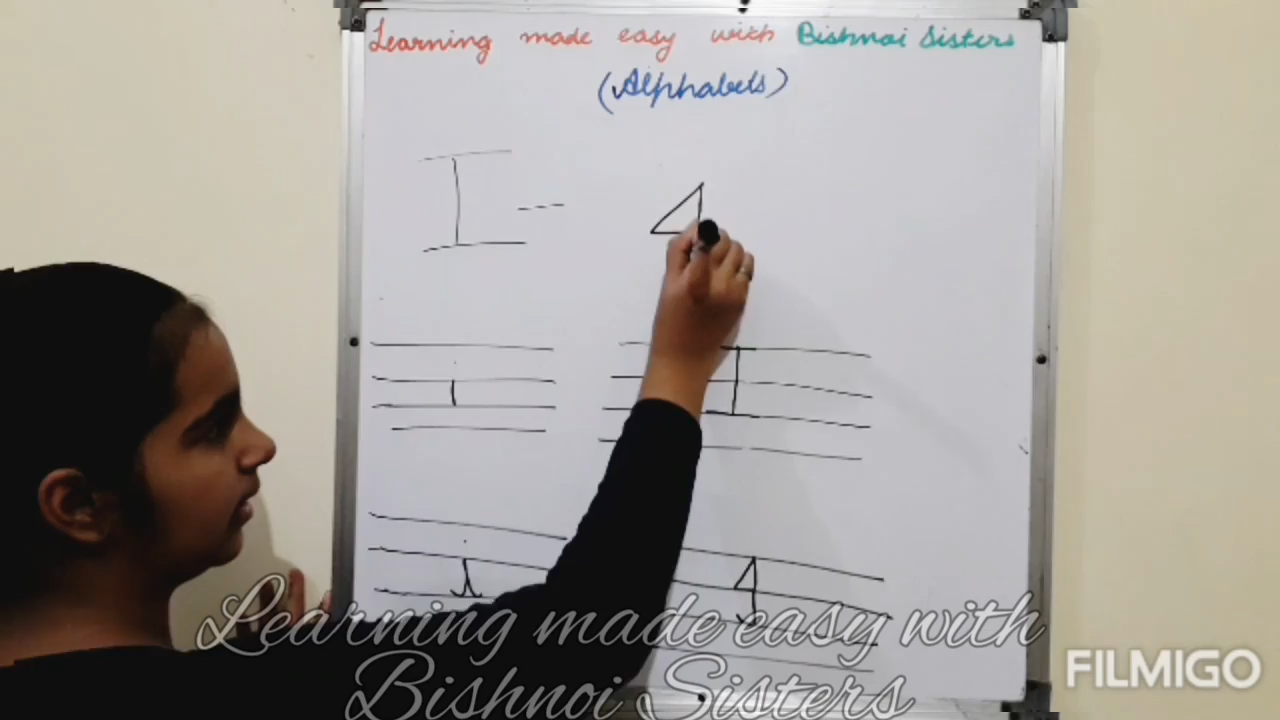 Learning made easy with Bishnoi Sisters
(Alphabets)
I
i
I
i
Learning made easy with
Bishnoi Sisters
FILMIGO